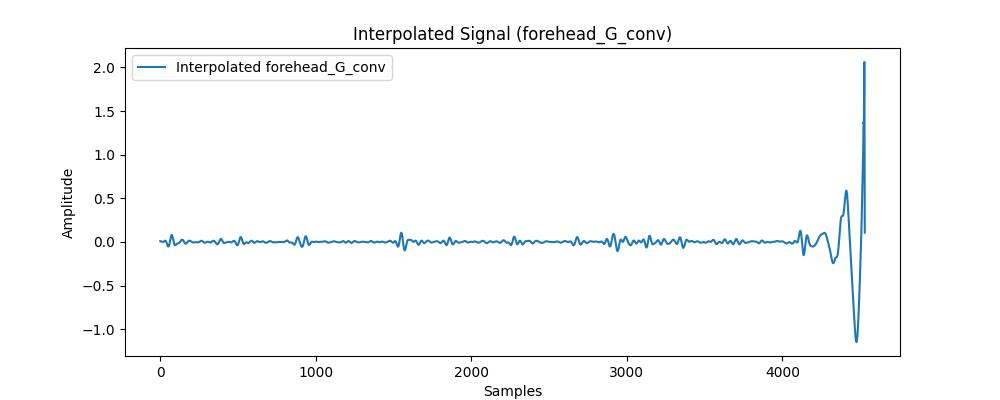 Interpolated Signal (forehead_G_conv)
Interpolated forehead_G_conv
2.0
1.5
1.0
0.5
0.0
−0.5
−1.0
Amplitude
0 1000 2000 3000 4000
Samples